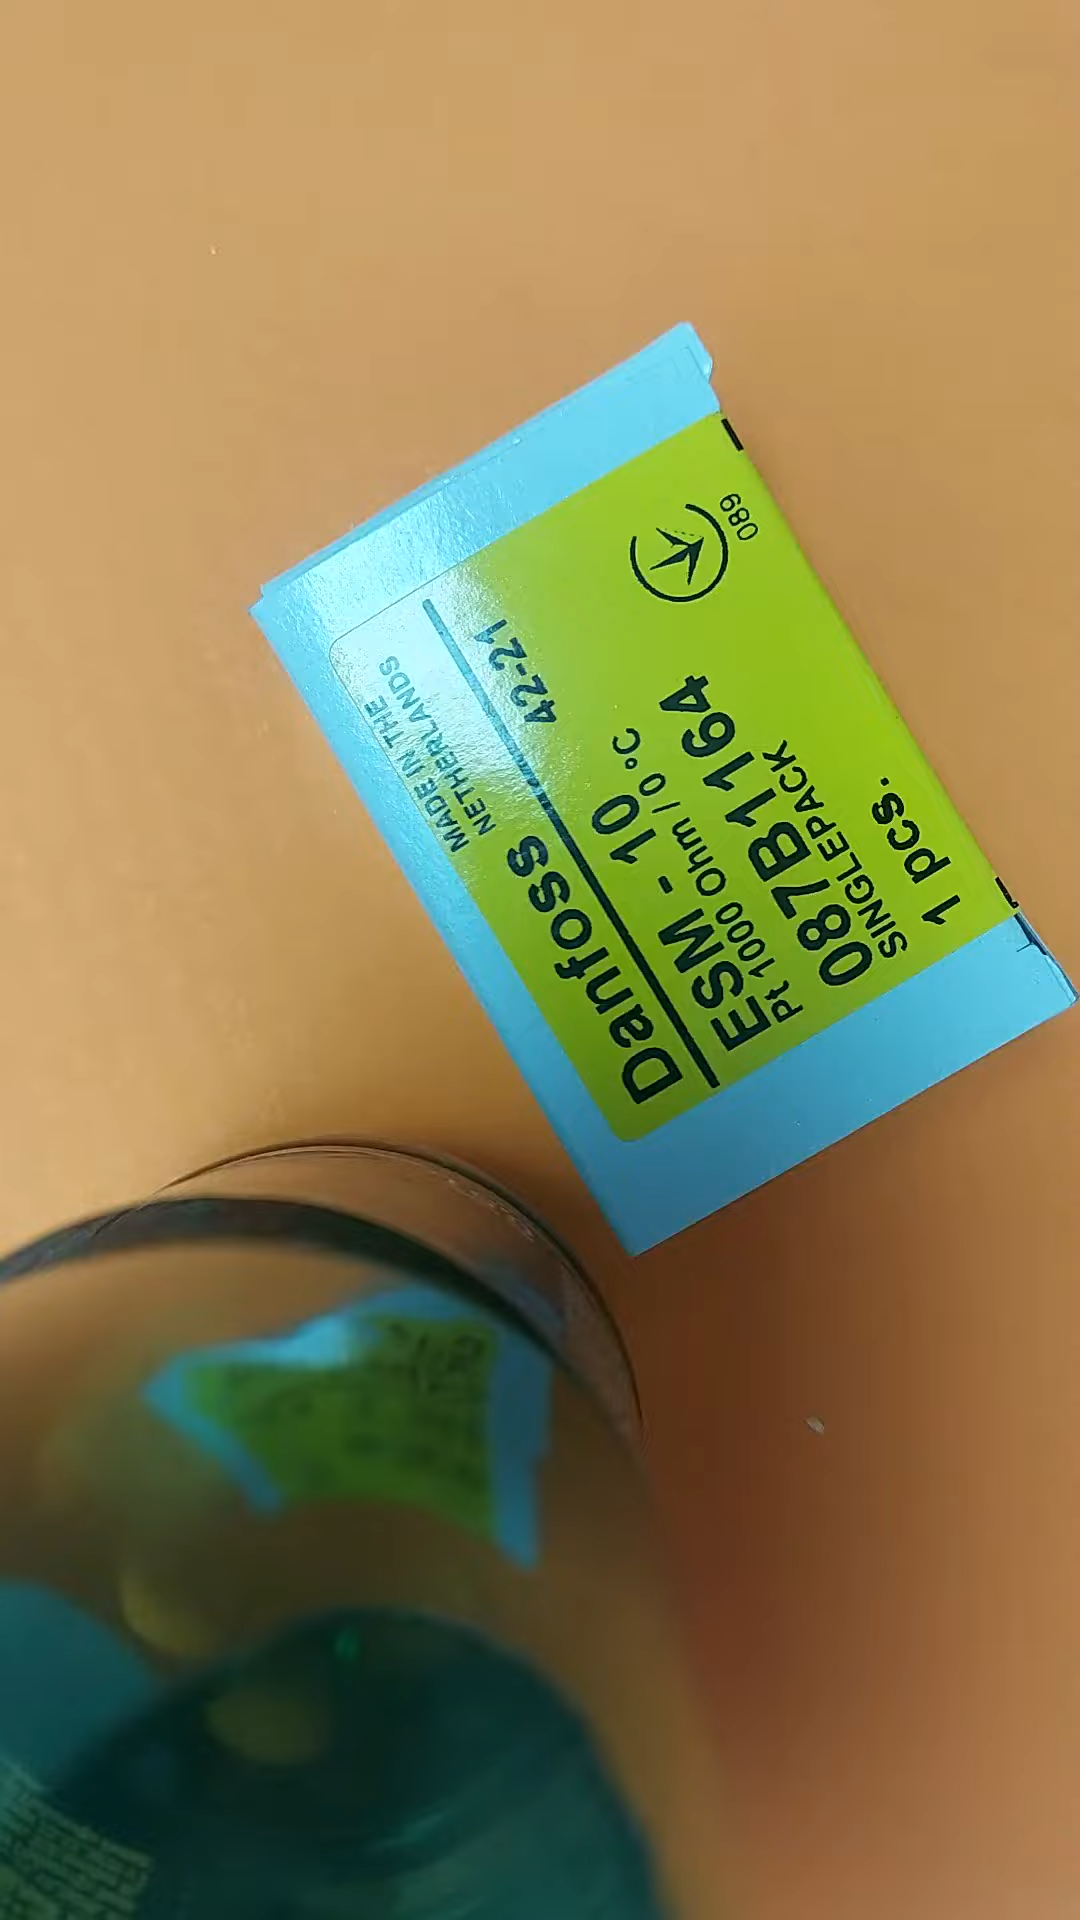 MADE IN THE
NETHERLANDS
Danfoss
42-21
ESM - 10
Pt 1000 Ohm / 0 °C
087B1164
SINGLEPACK
1 pcs.
089